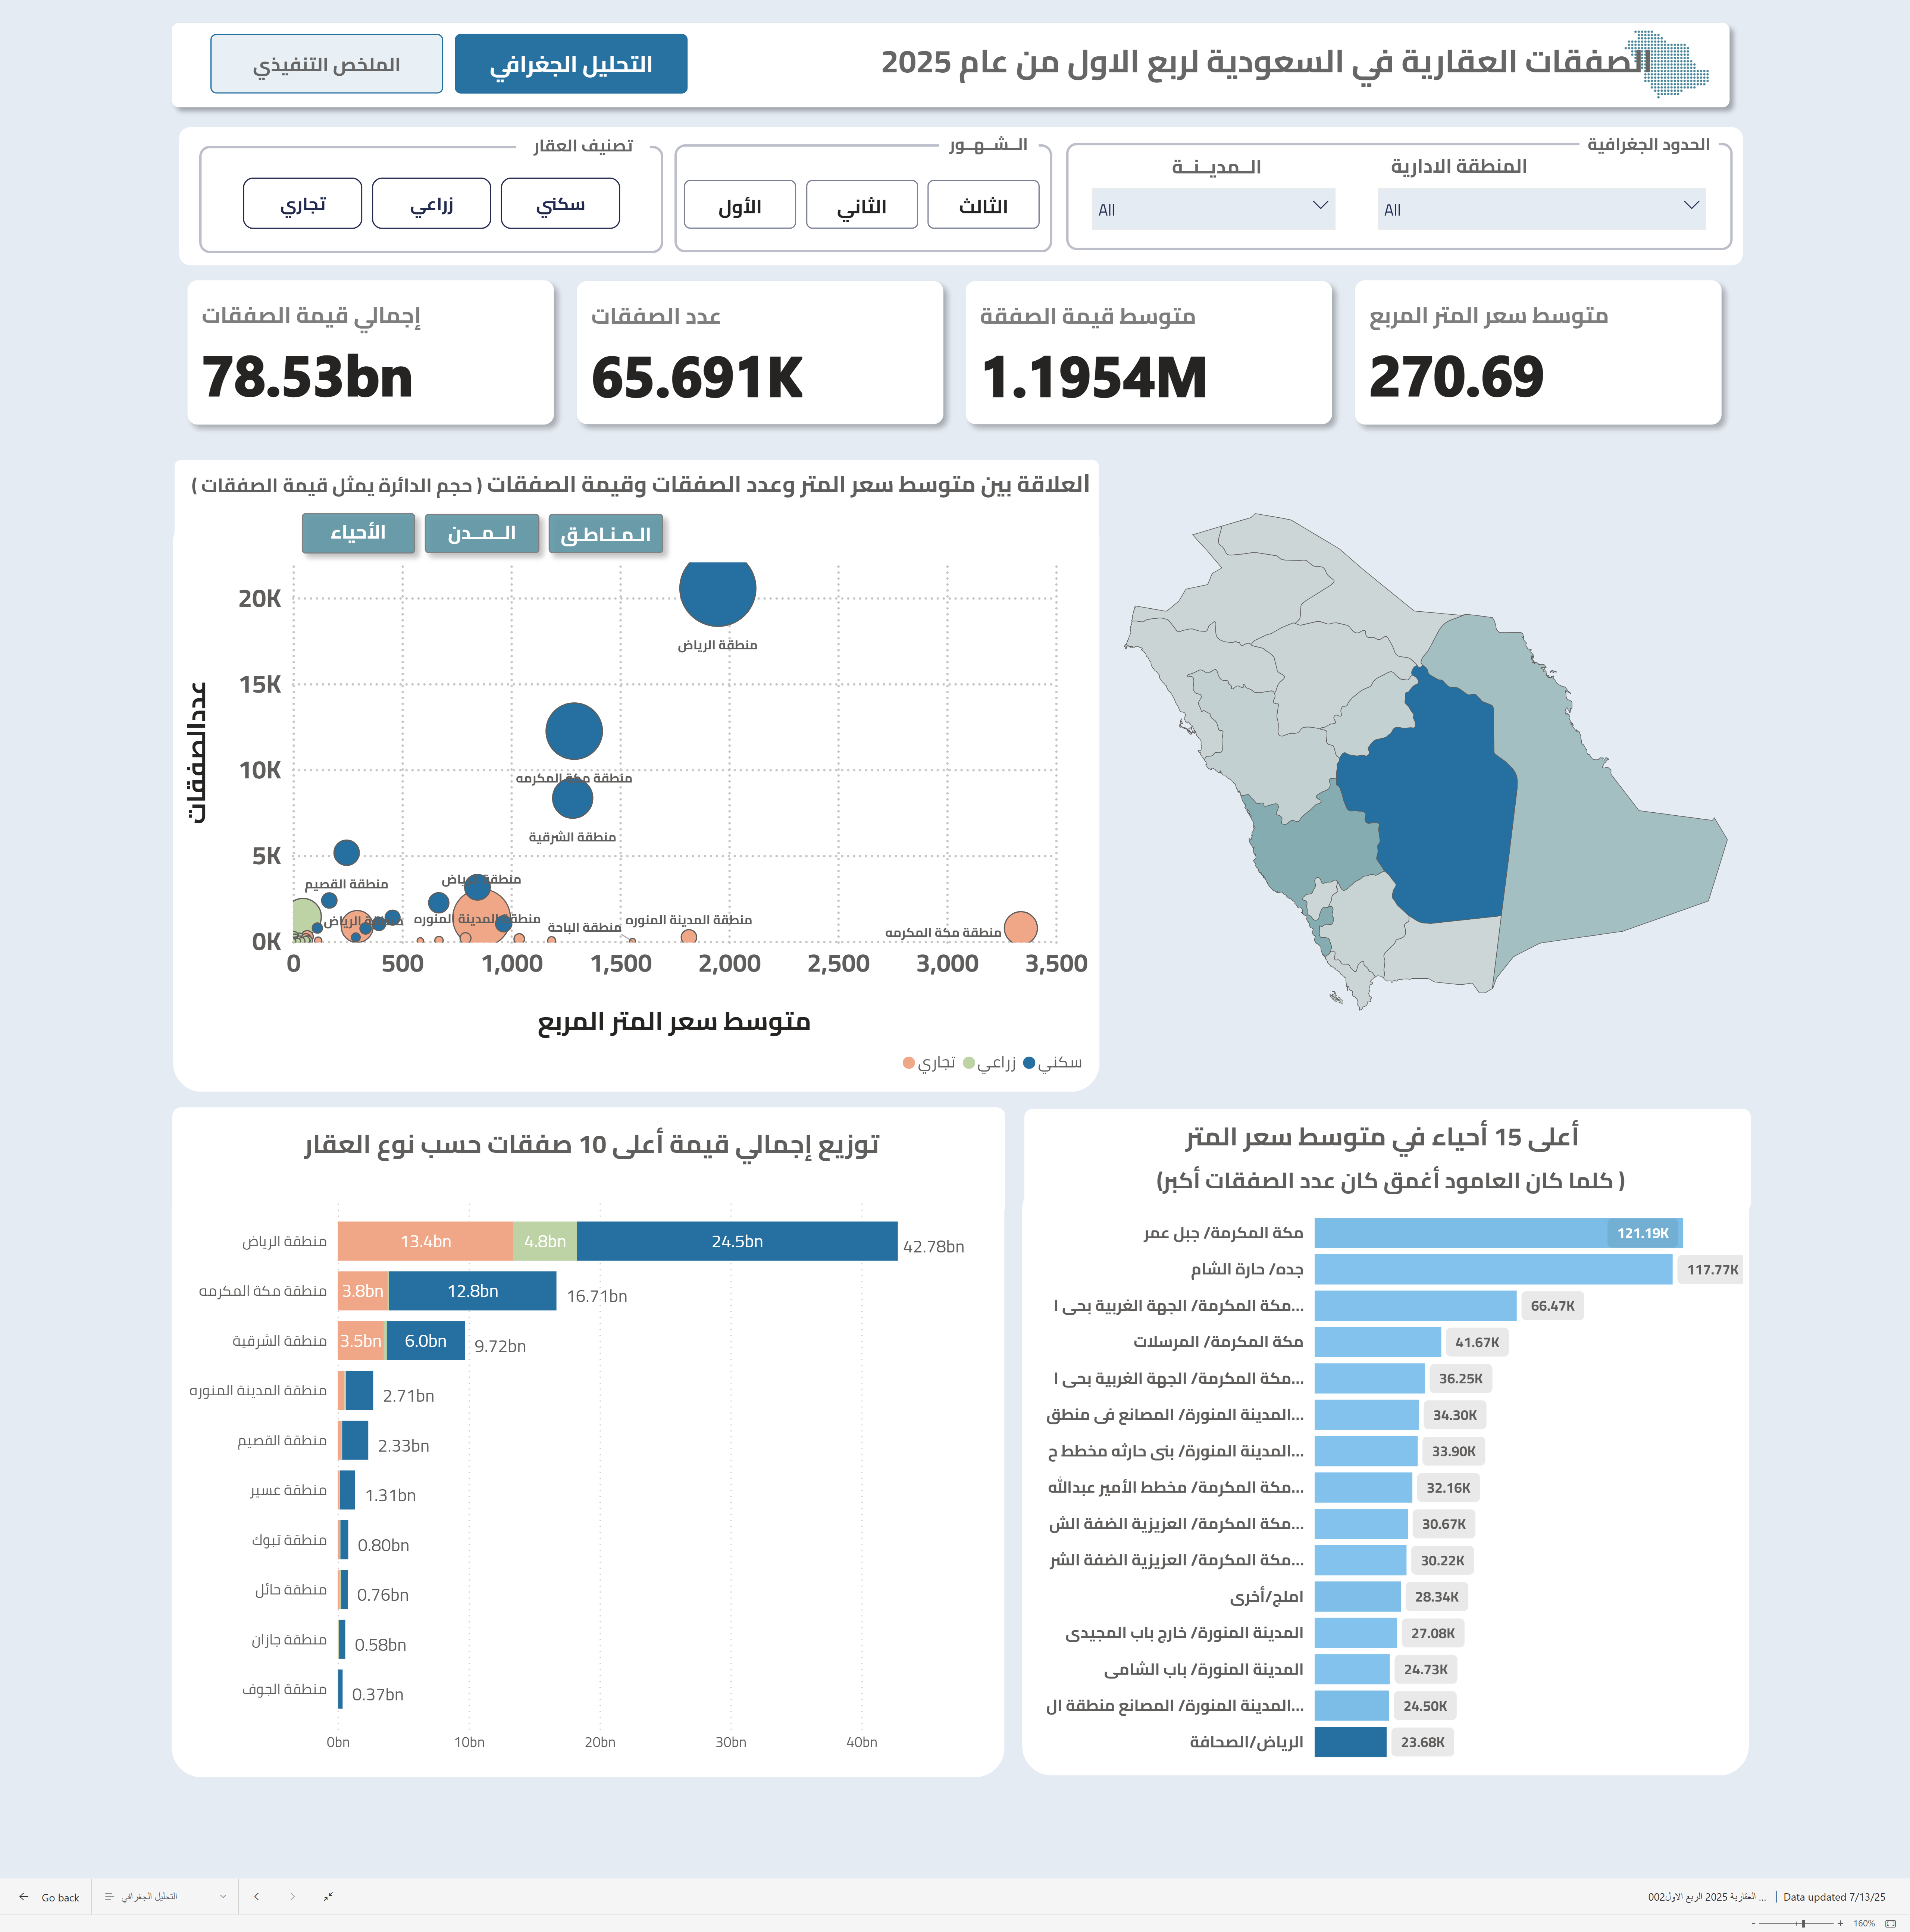 الصفقات العقارية في السعودية لربع الاول من عام 2025
التحليل الجغرافي
الملخص التنفيذي
الحدود الجغرافية
المنطقة الادارية
الــمديــنــة
All
All
الــشــهــور
الثالث
الثاني
الأول
تصنيف العقار
سكني
زراعي
تجاري
متوسط سعر المتر المربع
270.69
متوسط قيمة الصفقة
1.1954M
عدد الصفقات
65.691K
إجمالي قيمة الصفقات
78.53bn
العلاقة بين متوسط سعر المتر وعدد الصفقات وقيمة الصفقات ( حجم الدائرة يمثل قيمة الصفقات )
الـمـنـاطـق
الــمــدن
الأحياء
عددالصفقات
20K
15K
10K
5K
0K
منطقة الرياض
منطقة مكة المكرمه
منطقة الشرقية
منطقة القصيم
منطقة الرياض
منطقة الرياض
منطقة المدينة المنوره
منطقة الباحة
منطقة المدينة المنوره
منطقة مكة المكرمه
0
500
1,000
1,500
2,000
2,500
3,000
3,500
متوسط سعر المتر المربع
سكني
زراعي
تجاري
أعلى 15 أحياء في متوسط سعر المتر
( كلما كان العامود أغمق كان عدد الصفقات أكبر)
مكة المكرمة/ جبل عمر 121.19K
جده/ حارة الشام 117.77K
مكة المكرمة/ الجهة الغربية بحى ا... 66.47K
مكة المكرمة/ المرسلات 41.67K
مكة المكرمة/ الجهة الغربية بحى ا... 36.25K
المدينة المنورة/ المصانع فى منطق... 34.30K
المدينة المنورة/ بنى حارثه مخطط ح... 33.90K
مكة المكرمة/ مخطط الأمير عبدالله... 32.16K
مكة المكرمة/ العزيزية الضفة الش... 30.67K
مكة المكرمة/ العزيزية الضفة الشر... 30.22K
املج/أخرى 28.34K
المدينة المنورة/ خارج باب المجيدى 27.08K
المدينة المنورة/ باب الشامى 24.73K
المدينة المنورة/ المصانع منطقة ال... 24.50K
الرياض/الصحافة 23.68K
توزيع إجمالي قيمة أعلى 10 صفقات حسب نوع العقار
منطقة الرياض 13.4bn 4.8bn 24.5bn 42.78bn
منطقة مكة المكرمه 3.8bn 12.8bn 16.71bn
منطقة الشرقية 3.5bn 6.0bn 9.72bn
منطقة المدينة المنوره 2.71bn
منطقة القصيم 2.33bn
منطقة عسير 1.31bn
منطقة تبوك 0.80bn
منطقة حائل 0.76bn
منطقة جازان 0.58bn
منطقة الجوف 0.37bn
0bn 10bn 20bn 30bn 40bn
Go back
التحليل الجغرافي
العقارية 2025 الربع الاول002 ... | Data updated 7/13/25
- + 160%